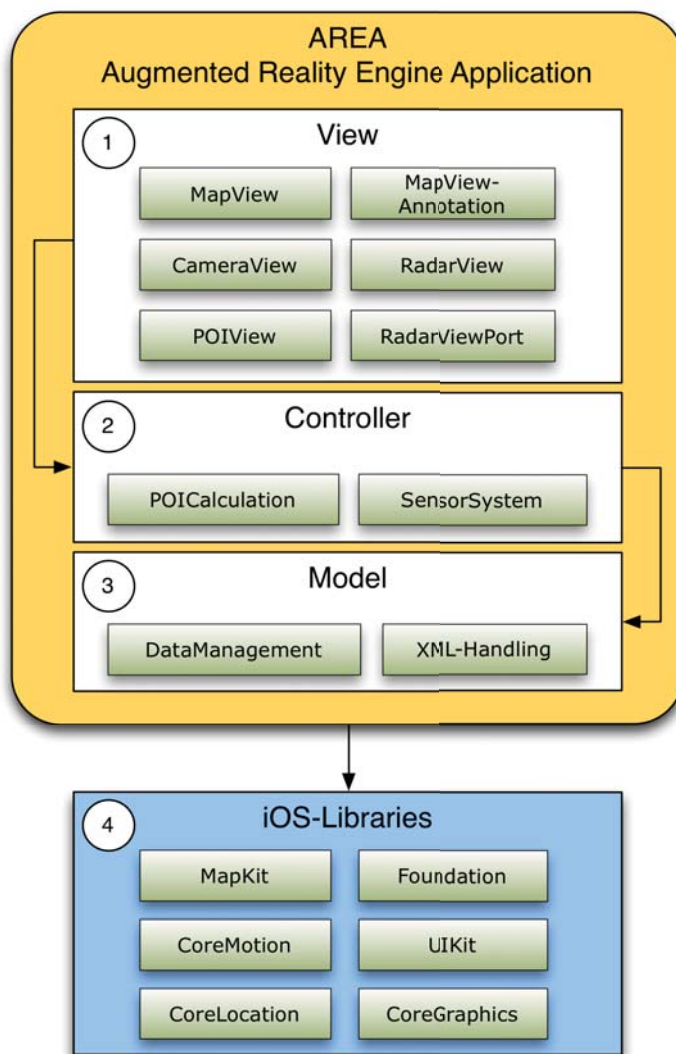 AREA
Augmented Reality Engine Application
1
View
MapView
MapView-
Annotation
CameraView
RadarView
POIView
RadarViewPort
2
Controller
POICalculation
SensorSystem
3
Model
DataManagement
XML-Handling
4
iOS-Libraries
MapKit
Foundation
CoreMotion
UIKit
CoreLocation
CoreGraphics